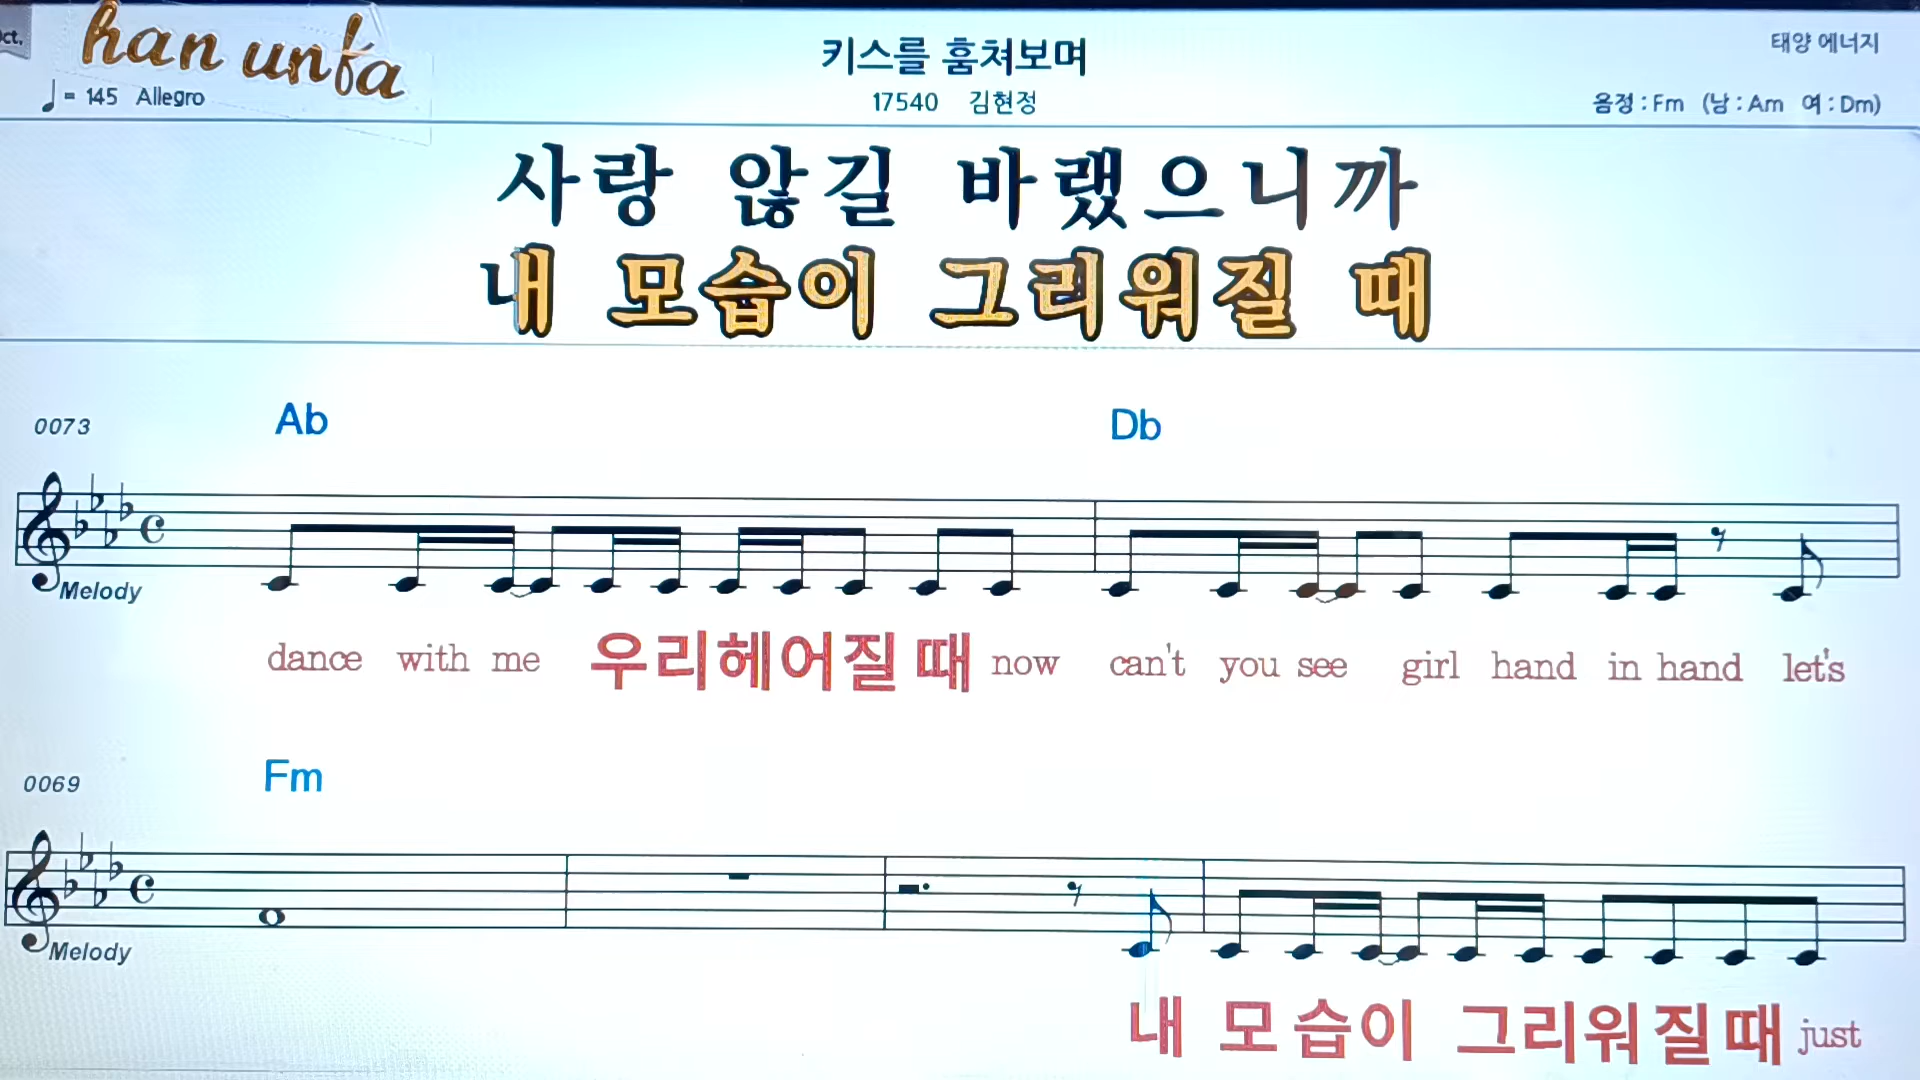 han unfa
키스를 훔쳐보며
태양 에너지
♩= 145 Allegro
17540 김현정
음정 : Fm (남 : Am 여 : Dm)
사랑 않길 바랬으니까
내 모습이 그리워질 때
Ab Db
0073
Melody
dance with me 우리헤어질 때 now can't you see girl hand in hand let's
Fm
0069
Melody
내 모습이 그리워질때 just